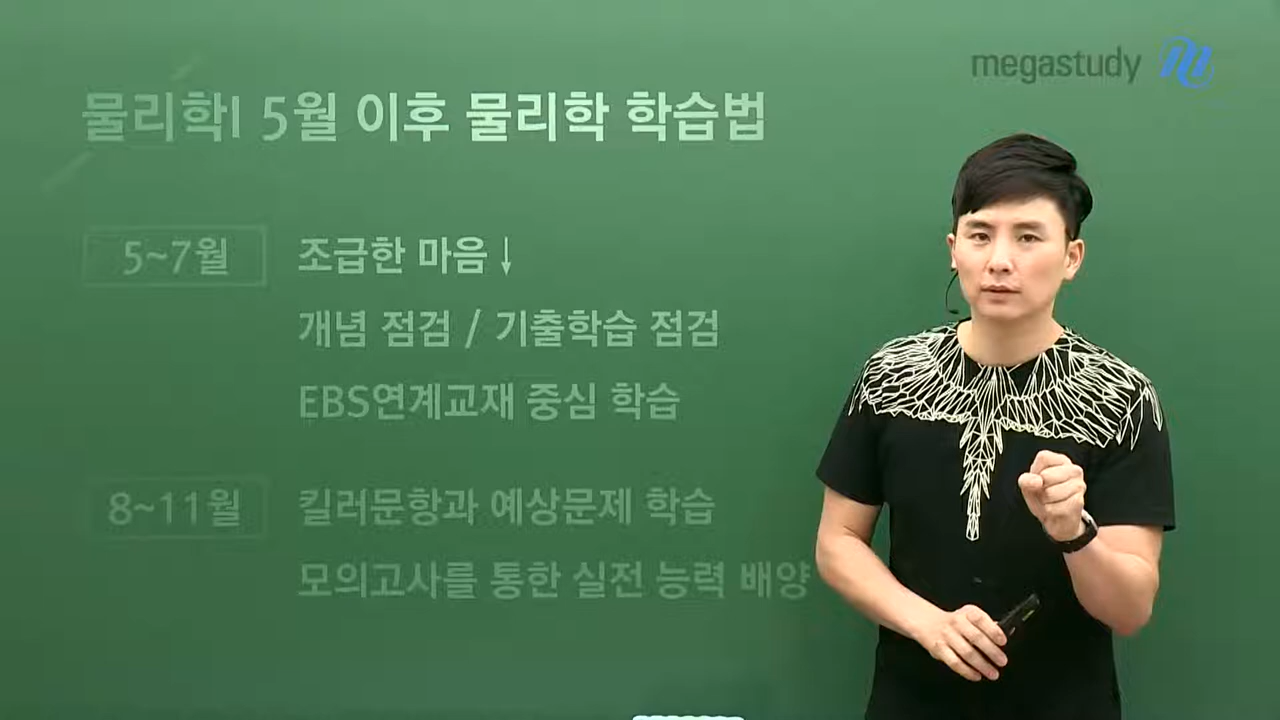 megastudy
물리학I 5월 이후 물리학 학습법
5~7월 조급한 마음↓
개념 점검 / 기출학습 점검
EBS연계교재 중심 학습
8~11월 킬러문항과 예상문제 학습
모의고사를 통한 실전 능력 배양